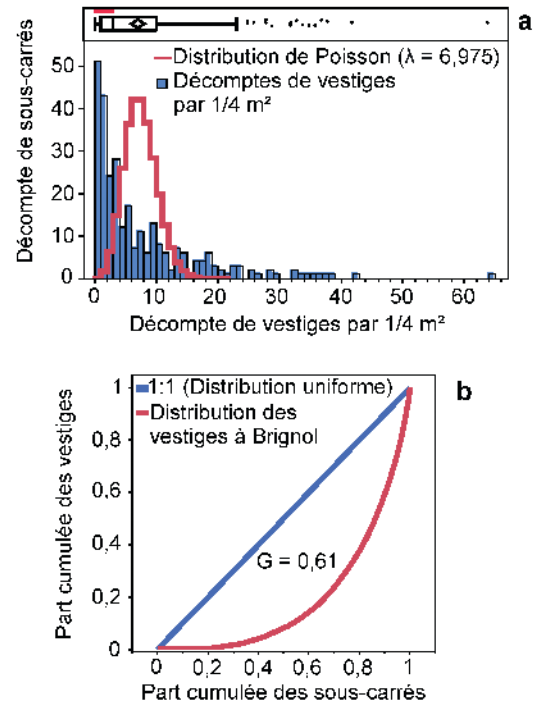 a
Distribution de Poisson (λ = 6,975)
Décomptes de vestiges
par 1/4 m²
Décompte de sous-carrés
50
40
30
20
10
0
0 10 20 30 40 50 60
Décompte de vestiges par 1/4 m²
b
1:1 (Distribution uniforme)
Distribution des
vestiges à Brignol
G = 0,61
Part cumulée des vestiges
1
0,8
0,6
0,4
0,2
0
0 0,2 0,4 0,6 0,8 1
Part cumulée des sous-carrés